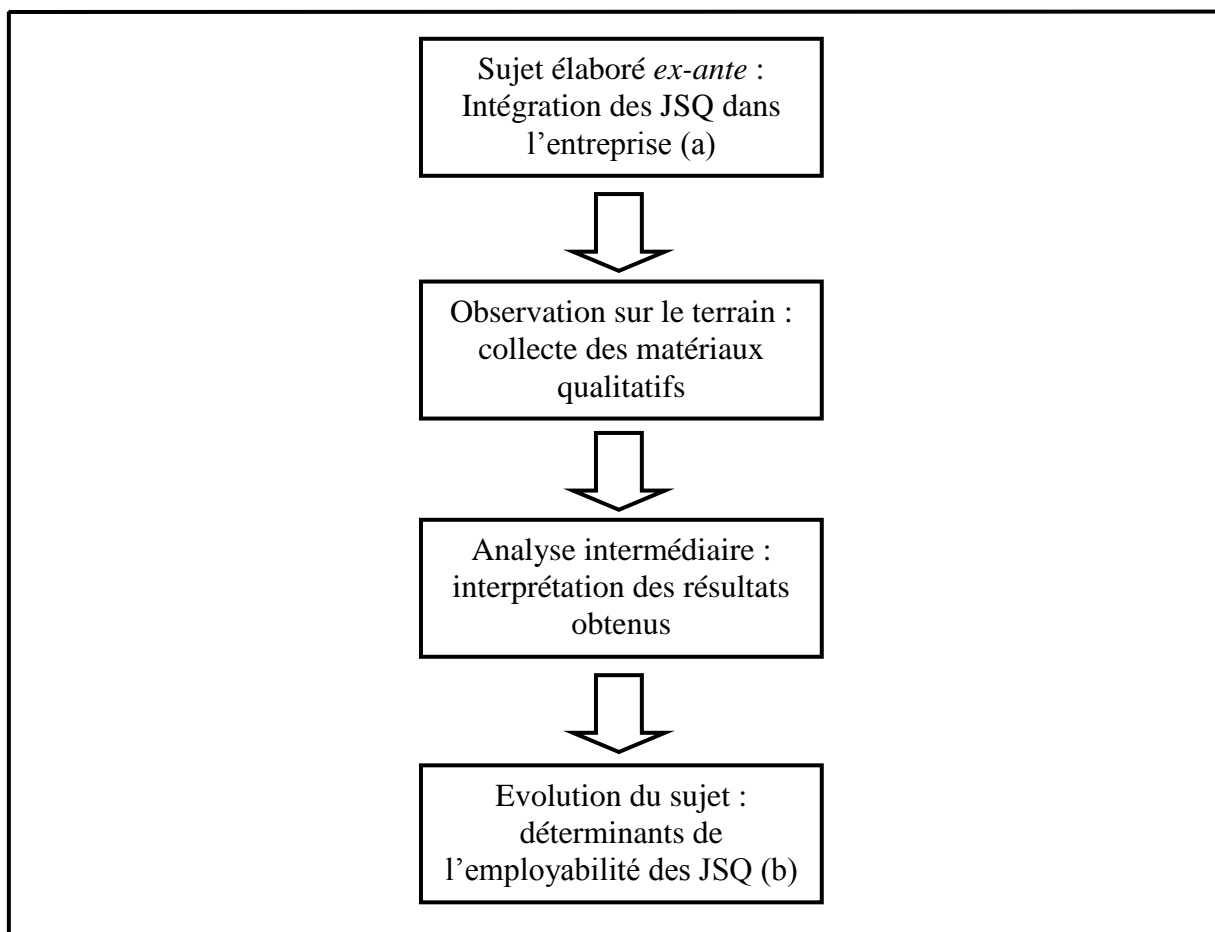 Sujet élaboré ex-ante :
Intégration des JSQ dans
l’entreprise (a)
Observation sur le terrain :
collecte des matériaux
qualitatifs
Analyse intermédiaire :
interprétation des résultats
obtenus
Evolution du sujet :
déterminants de
l’employabilité des JSQ (b)